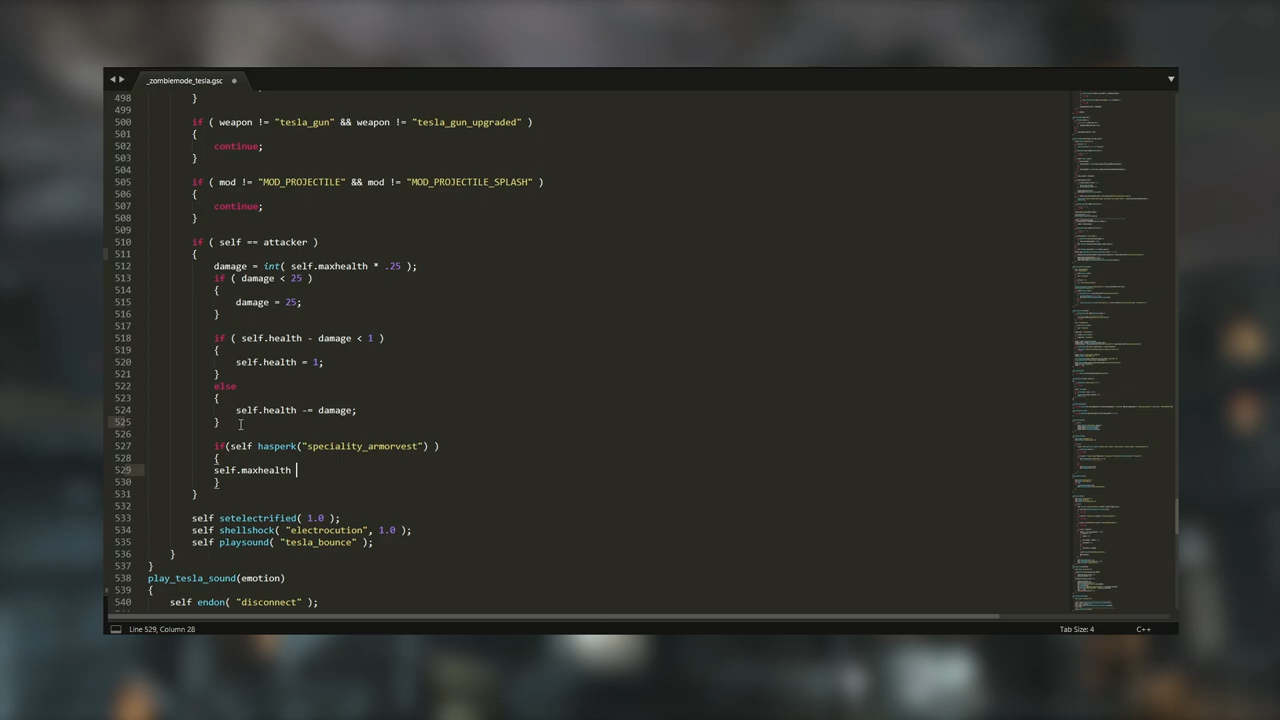 _zombiemode_tesla.gsc
498 }
499
500 if ( weapon != "tesla_gun" && weapon != "tesla_gun_upgraded" )
501 {
502 continue;
503 }
504
505 if ( mod != "MOD_PROJECTILE" && mod != "MOD_PROJECTILE_SPLASH" )
506 {
507 continue;
508 }
509
510 if ( self == attacker )
511 {
512 damage = int( self.maxhealth * .25 );
513 if ( damage < 25 )
514 {
515 damage = 25;
516 }
517
518 if ( self.health - damage < 1 )
519 {
520 self.health = 1;
521 }
522 else
523 {
524 self.health -= damage;
525 }
526
527 if(self hasperk("speciality_armorvest") )
528 {
529 self.maxhealth
530 }
531 }
532
533 self setelectrified( 1.0 );
534 self shellshock( "electrocution", 1.0 );
535 self playsound( "tesla_bounce" );
536 }
537 }
538 play_tesla_sound(emotion)
539 {
540 self endon( "disconnect" );
Line 529, Column 28 Tab Size: 4 C++